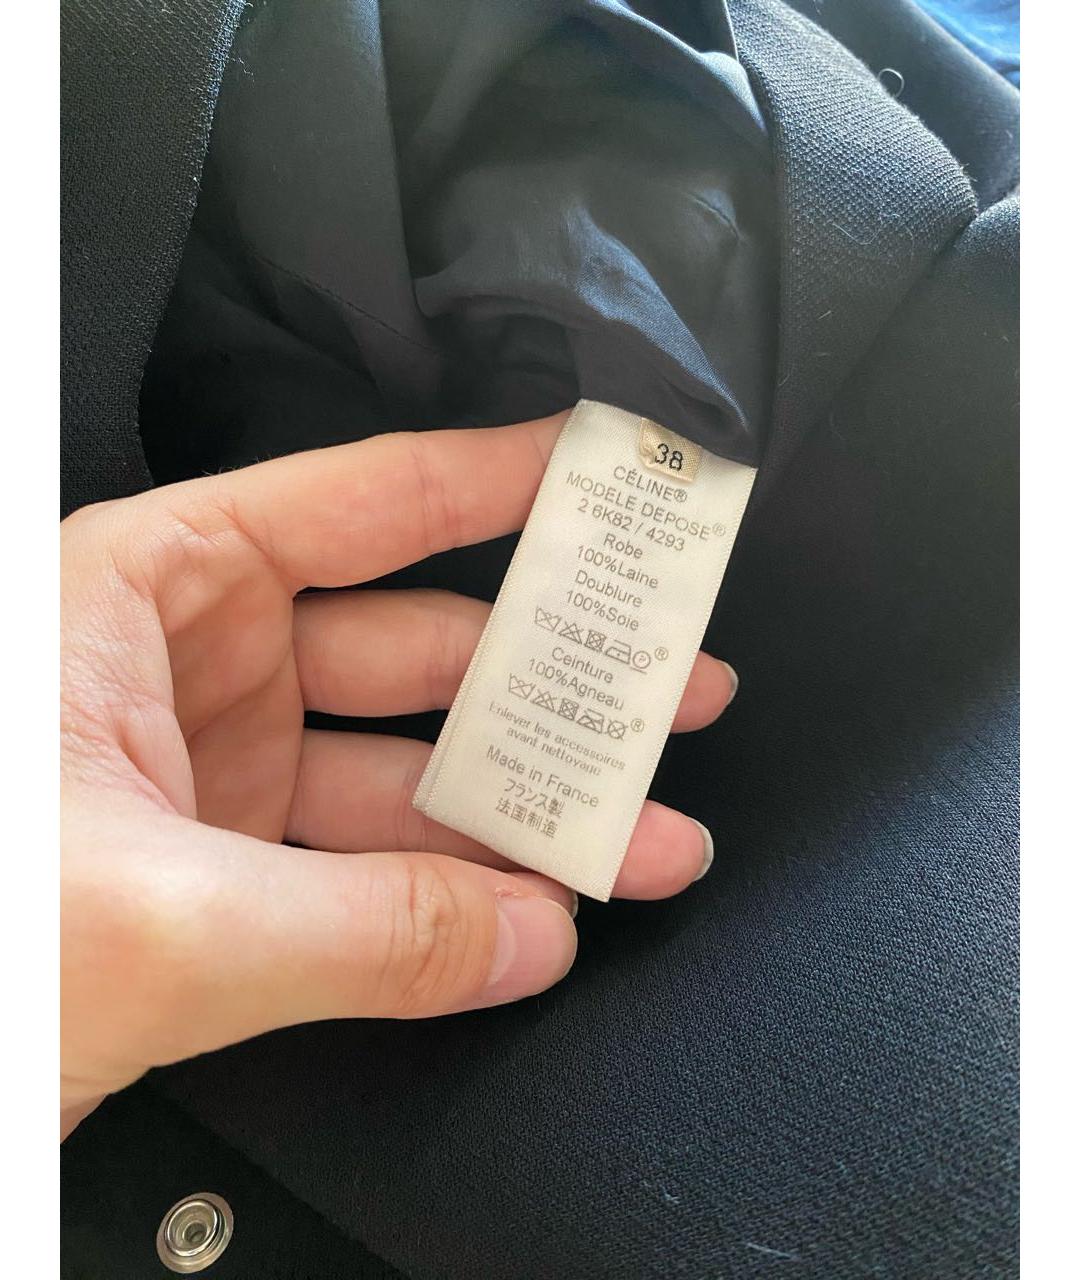 38
CÉLINE®
MODELE DEPOSE®
2 6K82 / 4293
Robe
100%Laine
Doublure
100%Soie
P ®
Ceinture
100%Agneau
®
Enlever les accessoires
avant nettoyage
Made in France
フランス製
法国制造